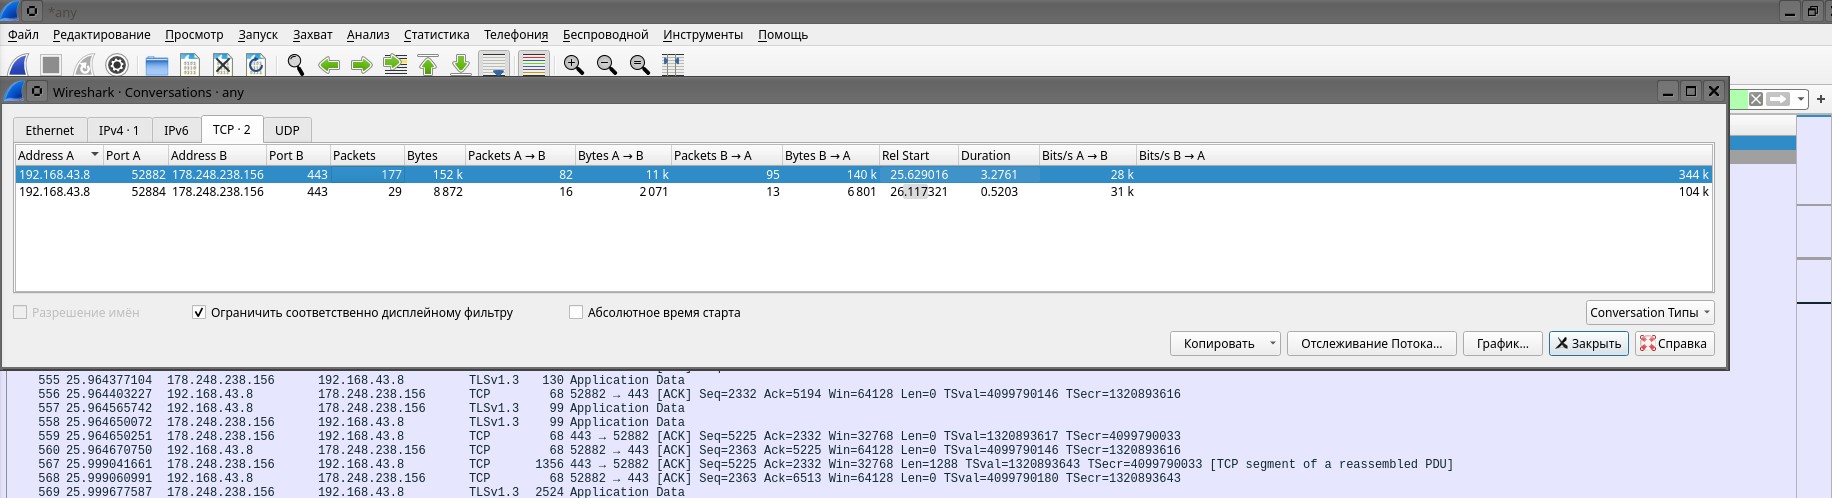 *any
Файл Редактирование Просмотр Запуск Захват Анализ Статистика Телефония Беспроводной Инструменты Помощь
Wireshark · Conversations · any
Ethernet IPv4 · 1 IPv6 TCP · 2 UDP
Address A Port A Address B Port B Packets Bytes Packets A → B Bytes A → B Packets B → A Bytes B → A Rel Start Duration Bits/s A → B Bits/s B → A
192.168.43.8 52882 178.248.238.156 443 177 152 k 82 11 k 95 140 k 25.629016 3.2761 28 k 344 k
192.168.43.8 52884 178.248.238.156 443 29 8 872 16 2 071 13 6 801 26.117321 0.5203 31 k 104 k
Разрешение имён Ограничить соответственно дисплейному фильтру Абсолютное время старта Conversation Типы
Копировать Отслеживание Потока... График... Закрыть Справка
555 25.964377104 178.248.238.156 192.168.43.8 TLSv1.3 130 Application Data
556 25.964403227 192.168.43.8 178.248.238.156 TCP 68 52882 → 443 [ACK] Seq=2332 Ack=5194 Win=64128 Len=0 TSval=4099790146 TSecr=1320893616
557 25.964565742 178.248.238.156 192.168.43.8 TLSv1.3 99 Application Data
558 25.964650072 192.168.43.8 178.248.238.156 TLSv1.3 99 Application Data
559 25.964650251 178.248.238.156 192.168.43.8 TCP 68 443 → 52882 [ACK] Seq=5225 Ack=2332 Win=32768 Len=0 TSval=1320893617 TSecr=4099790033
560 25.964670750 192.168.43.8 178.248.238.156 TCP 68 52882 → 443 [ACK] Seq=2363 Ack=5225 Win=64128 Len=0 TSval=4099790146 TSecr=1320893616
567 25.999041661 178.248.238.156 192.168.43.8 TCP 1356 443 → 52882 [ACK] Seq=5225 Ack=2332 Win=32768 Len=1288 TSval=1320893643 TSecr=4099790033 [TCP segment of a reassembled PDU]
568 25.999060991 192.168.43.8 178.248.238.156 TCP 68 52882 → 443 [ACK] Seq=2363 Ack=6513 Win=64128 Len=0 TSval=4099790180 TSecr=1320893643
569 25.999677587 178.248.238.156 192.168.43.8 TLSv1.3 2524 Application Data